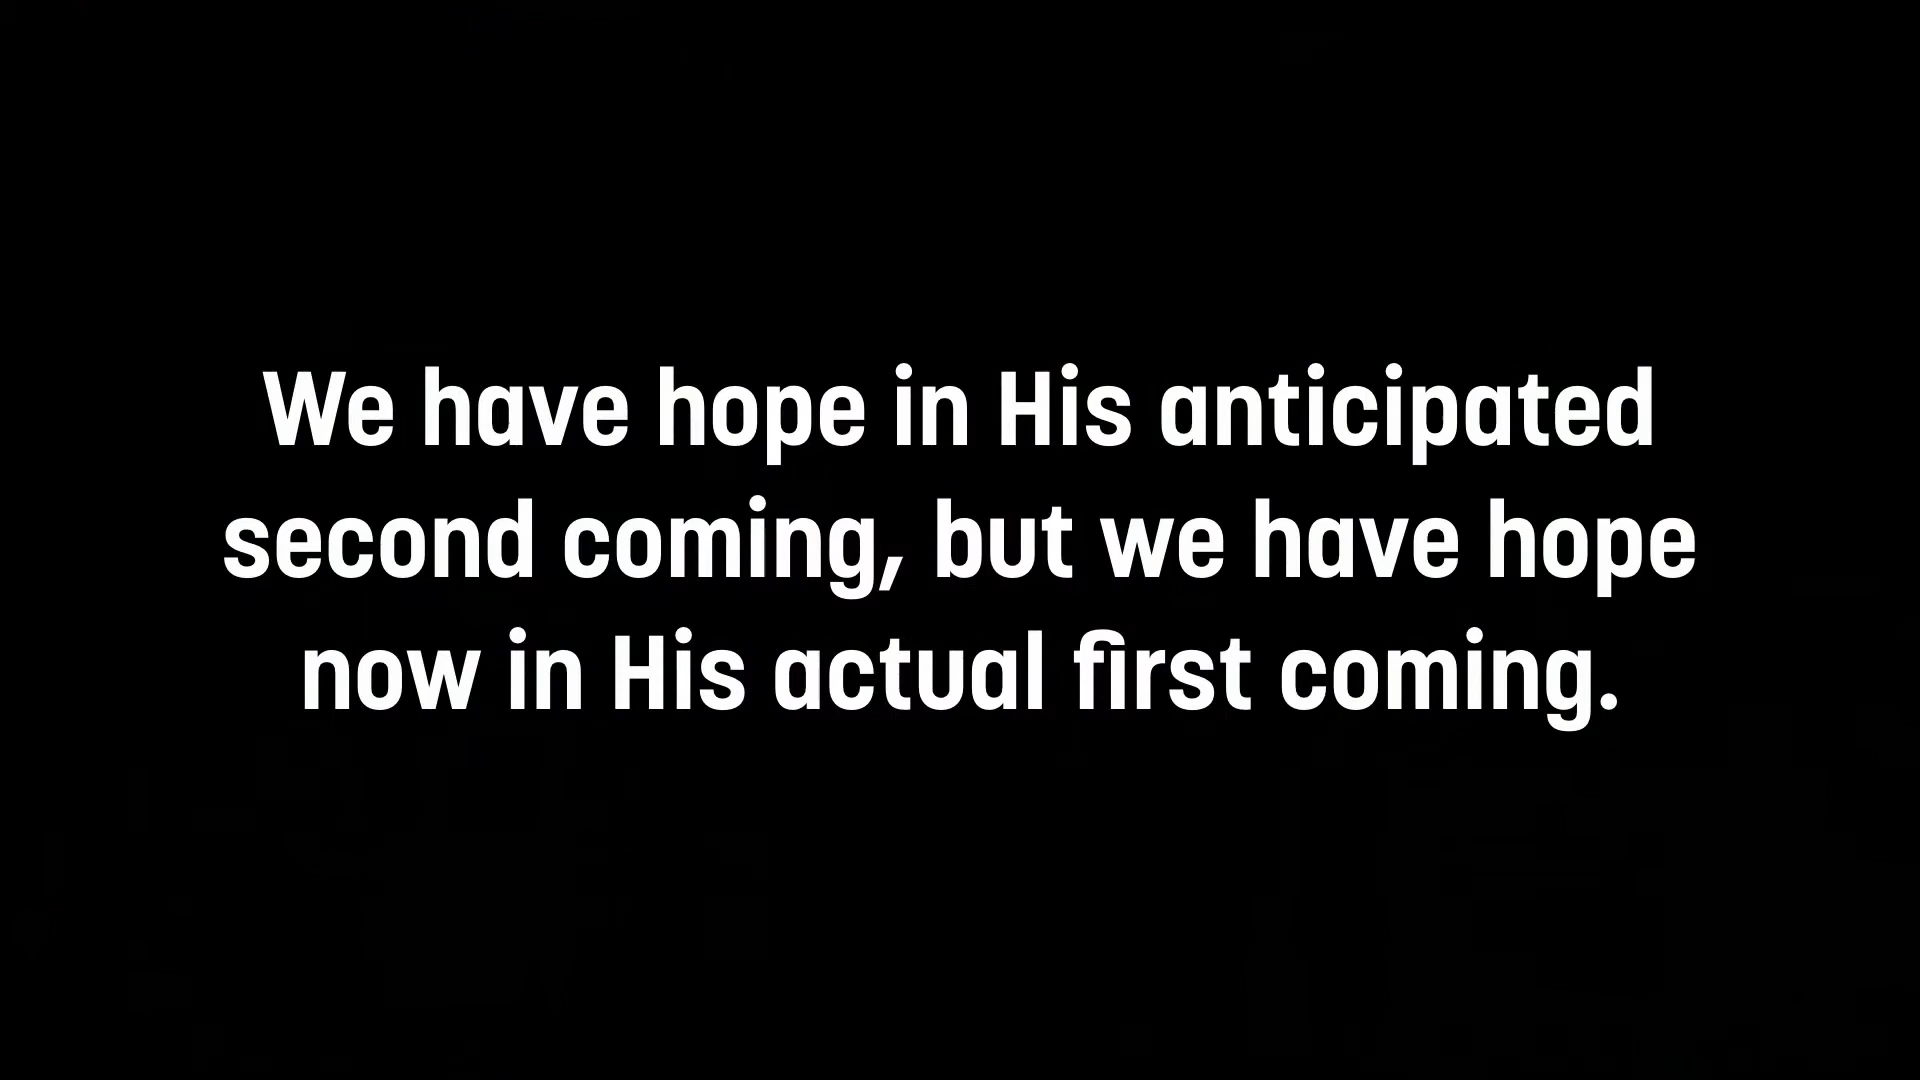 We have hope in His anticipated
second coming, but we have hope
now in His actual first coming.